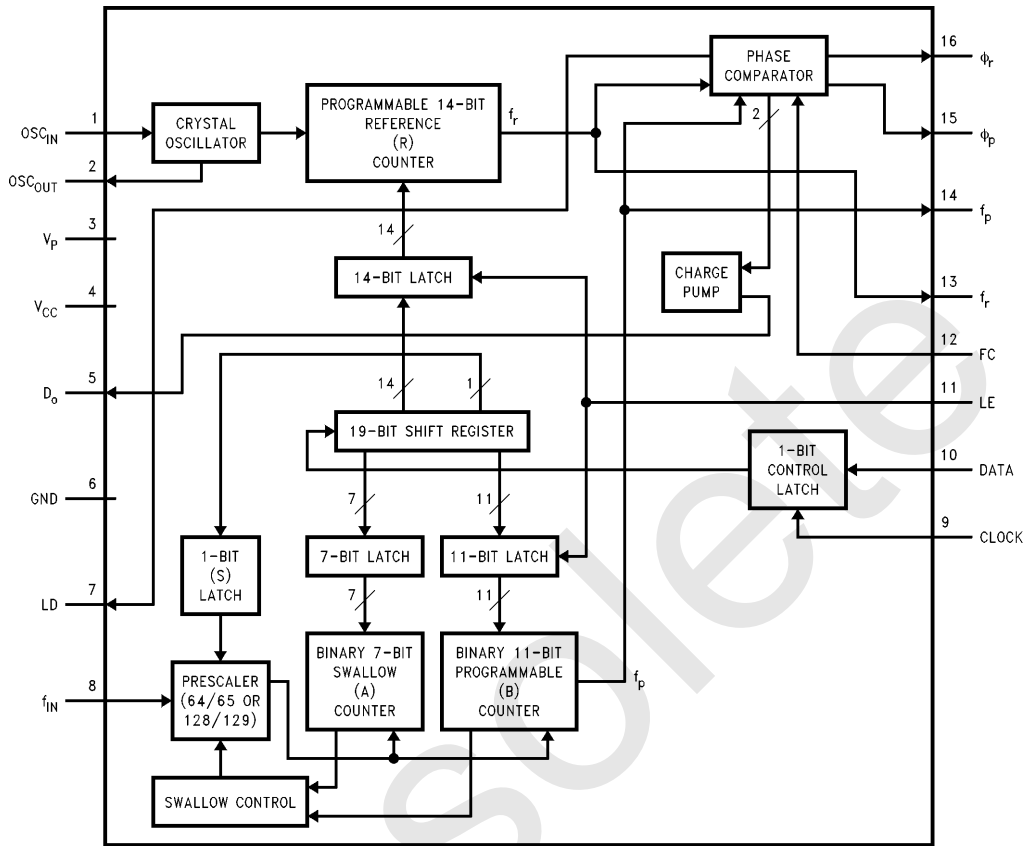 PHASE
COMPARATOR
16
ϕr
PROGRAMMABLE 14-BIT
REFERENCE
(R)
COUNTER
fr
2
1
OSCIN
CRYSTAL
OSCILLATOR
15
ϕp
2
OSCOUT
14
fp
3
VP
14
14-BIT LATCH
CHARGE
PUMP
13
fr
4
VCC
12
FC
5
Do
14
1
11
LE
19-BIT SHIFT REGISTER
1-BIT
CONTROL
LATCH
10
DATA
6
GND
7
11
9
CLOCK
1-BIT
(S)
LATCH
7-BIT LATCH
11-BIT LATCH
7
LD
7
11
BINARY 7-BIT
SWALLOW
(A)
COUNTER
BINARY 11-BIT
PROGRAMMABLE
(B)
COUNTER
fp
8
fIN
PRESCALER
(64/65 OR
128/129)
SWALLOW CONTROL
solete